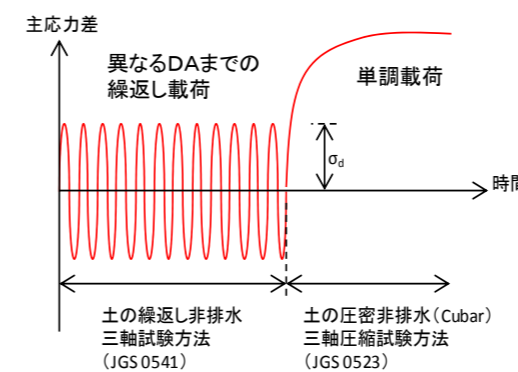 主応力差
異なるDAまでの
繰返し載荷
単調載荷
σd
時間
土の繰返し非排水
三軸試験方法
（JGS 0541）
土の圧密非排水（Cubar）
三軸圧縮試験方法
（JGS 0523）